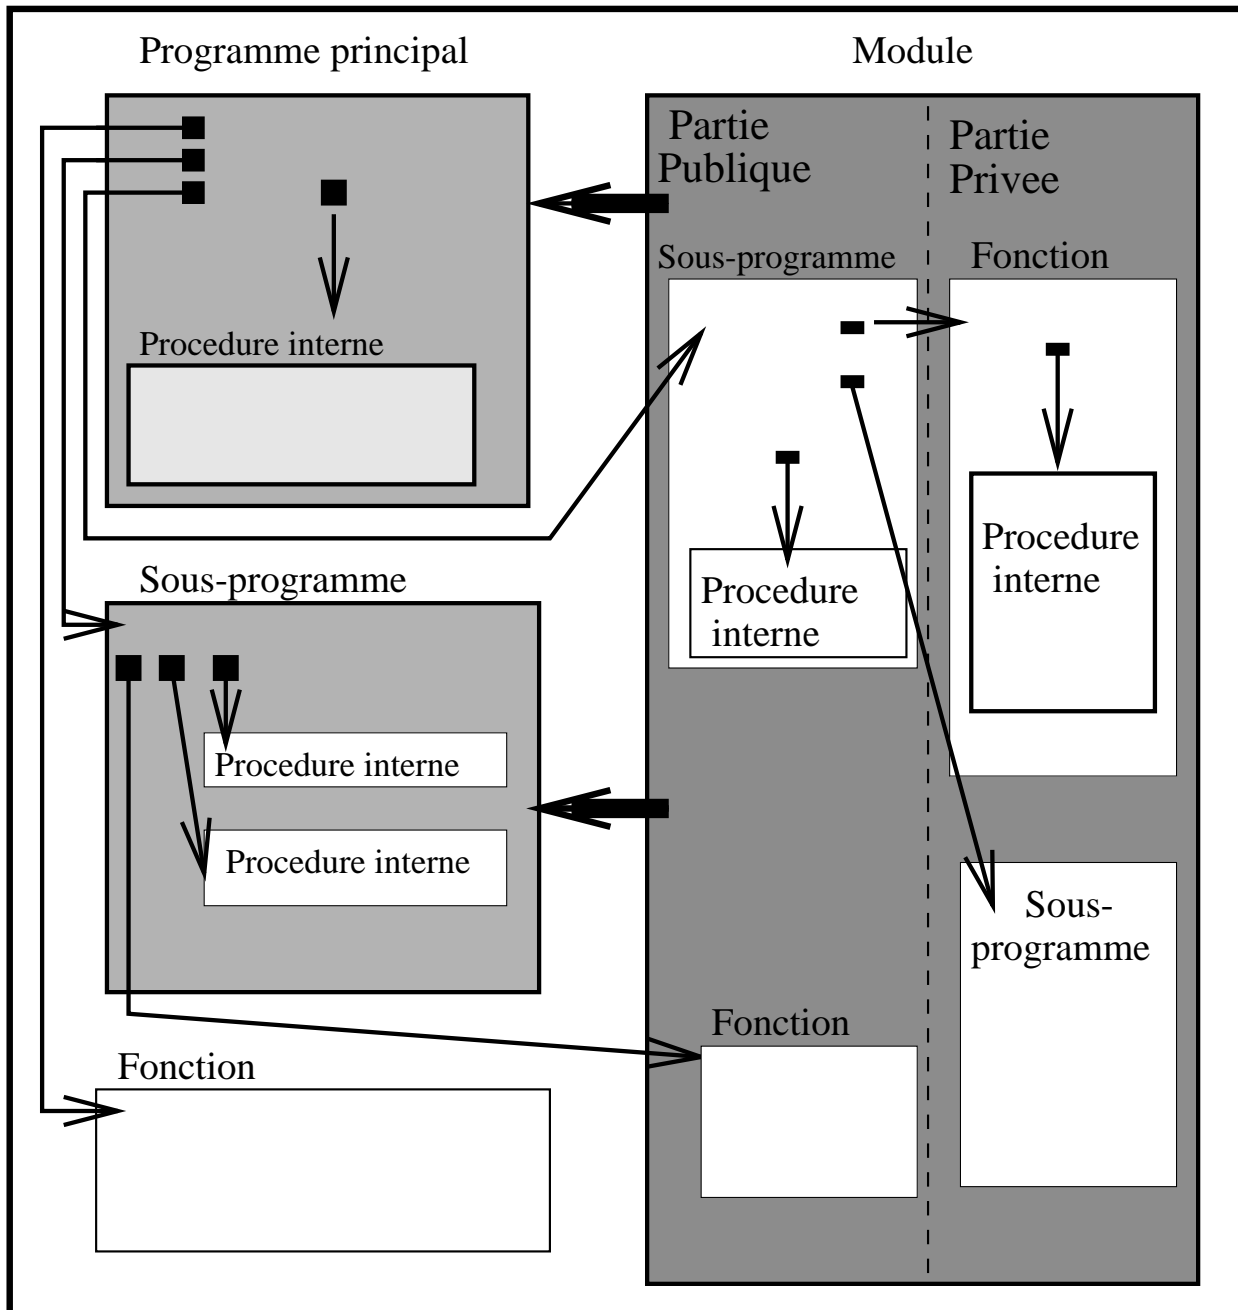 Programme principal
Module
Partie
Publique
Partie
Privee
Sous-programme
Fonction
Procedure interne
Procedure
interne
Procedure
interne
Sous-programme
Procedure interne
Procedure interne
Sous-
programme
Fonction
Fonction